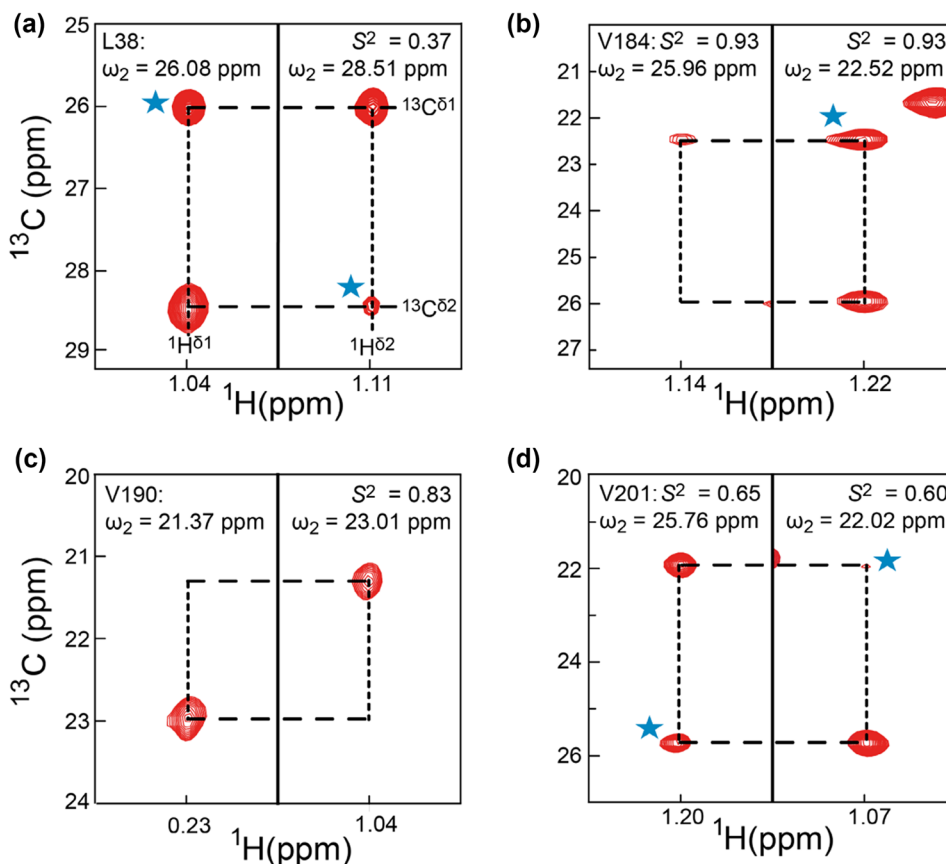 (a)
L38:
S² = 0.37
ω₂ = 26.08 ppm
ω₂ = 28.51 ppm
25
26
27
28
29
¹³C (ppm)
¹³Cᵟ¹
¹³Cᵟ²
¹Hᵟ¹
¹Hᵟ²
1.04
1.11
¹H(ppm)
(b)
V184: S² = 0.93
S² = 0.93
ω₂ = 25.96 ppm
ω₂ = 22.52 ppm
21
22
23
24
25
26
27
1.14
1.22
¹H(ppm)
(c)
V190:
S² = 0.83
ω₂ = 21.37 ppm
ω₂ = 23.01 ppm
20
21
22
23
24
¹³C (ppm)
0.23
1.04
¹H(ppm)
(d)
V201: S² = 0.65
S² = 0.60
ω₂ = 25.76 ppm
ω₂ = 22.02 ppm
20
22
24
26
1.20
1.07
¹H(ppm)